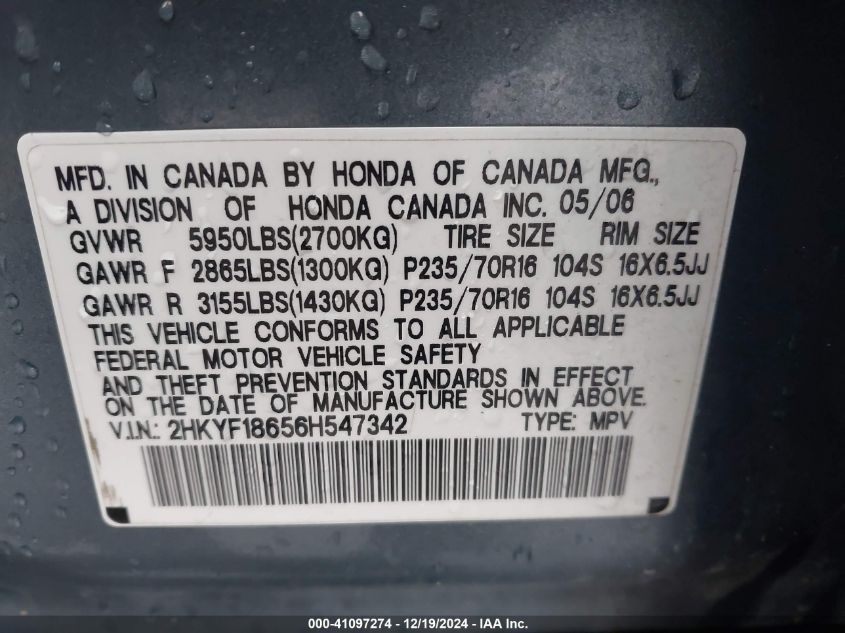 MFD. IN CANADA BY HONDA OF CANADA MFG.,
A DIVISION OF HONDA CANADA INC. 05/06
GVWR 5950LBS(2700KG) TIRE SIZE RIM SIZE
GAWR F 2865LBS(1300KG) P235/70R16 104S 16X6.5JJ
GAWR R 3155LBS(1430KG) P235/70R16 104S 16X6.5JJ
THIS VEHICLE CONFORMS TO ALL APPLICABLE
FEDERAL MOTOR VEHICLE SAFETY
AND THEFT PREVENTION STANDARDS IN EFFECT
ON THE DATE OF MANUFACTURE SHOWN ABOVE.
V.I.N.: 2HKYF18656H547342 TYPE: MPV
000-41097274 - 12/19/2024 - IAA Inc.